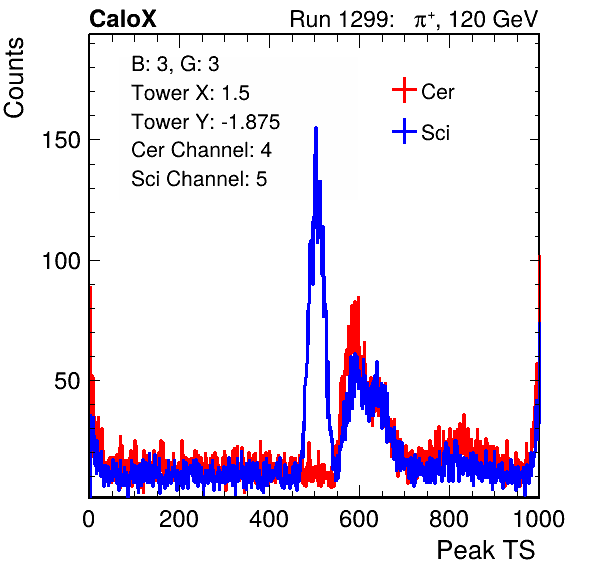 CaloX Run 1299: π+, 120 GeV
Counts
B: 3, G: 3
Tower X: 1.5
Tower Y: -1.875
Cer Channel: 4
Sci Channel: 5
Cer
Sci
150
100
50
0 200 400 600 800 1000
Peak TS